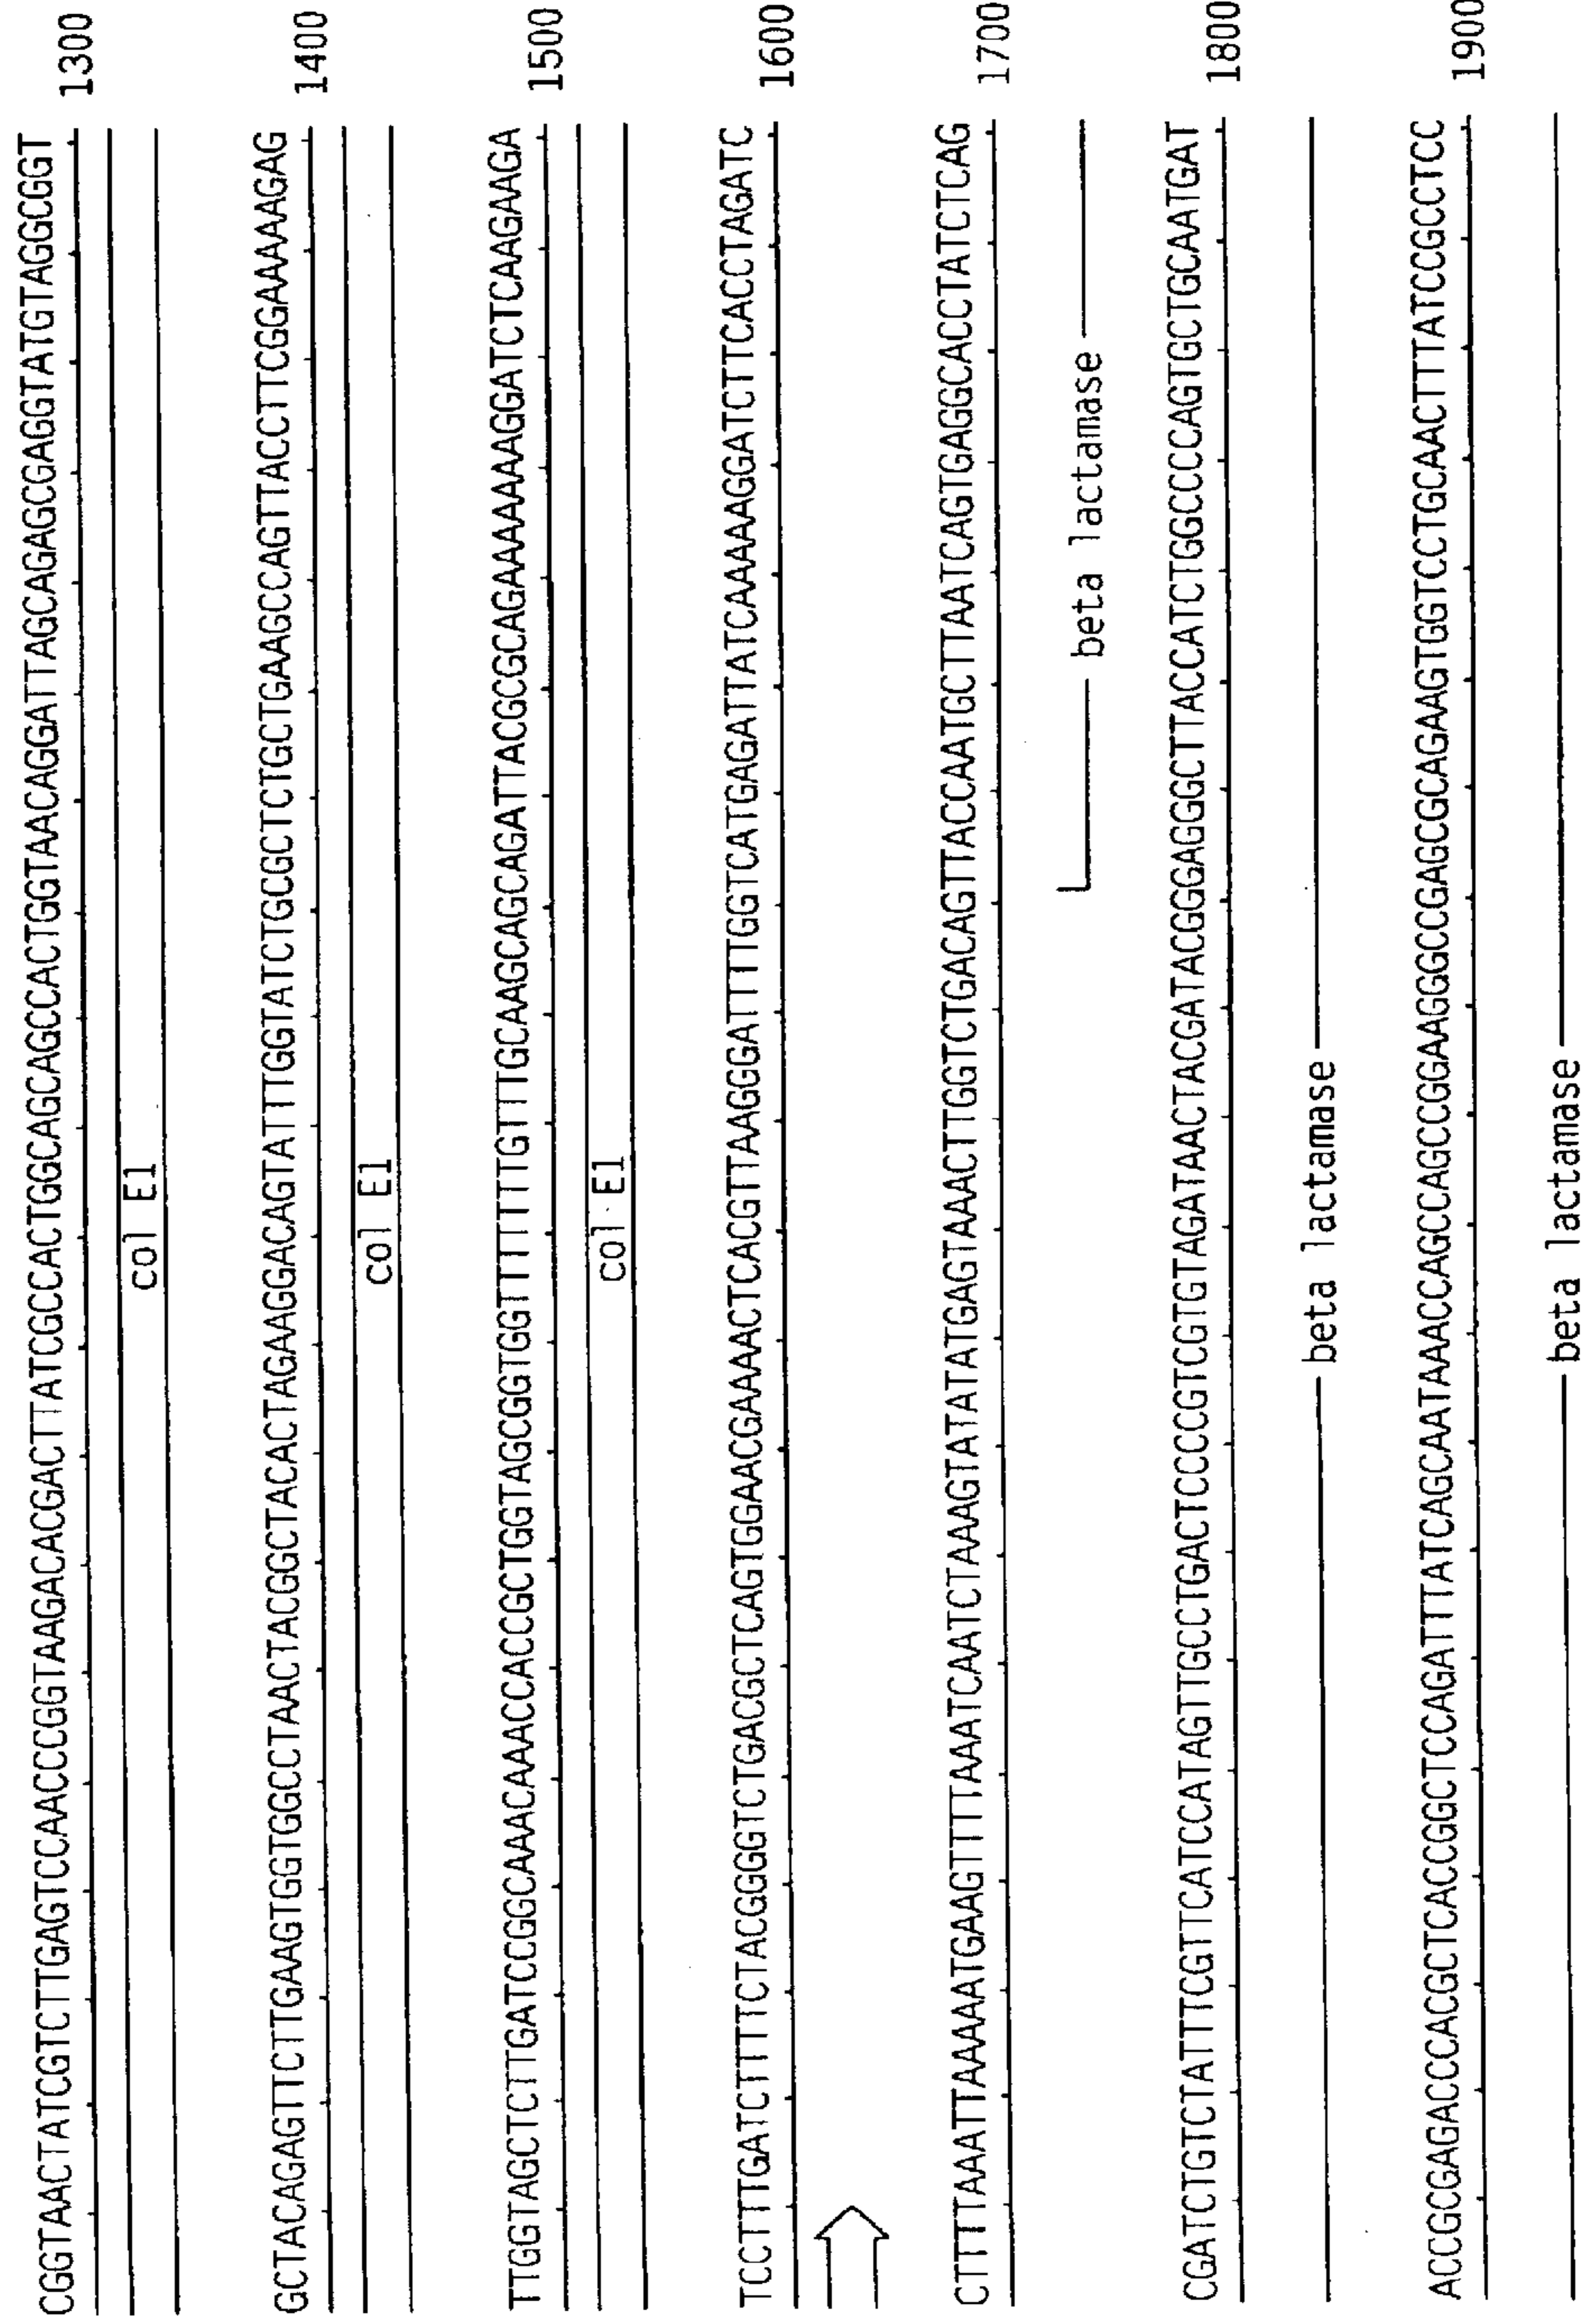 CGGTAACTATCGTCTTGAGTCCAACCCGGTAAGACACGACTTATCGCCACTGGCAGCAGCCACTGGTAACAGGATTAGCAGAGCGAGGTATGTAGGCGGT 1300
col E1
GCTACAGAGTTCTTGAAGTGGTGGCCTAACTACGGCTACACTAGAAGGACAGTATTTGGTATCTGCGCTCTGCTGAAGCCAGTTACCTTCGGAAAAAGAG 1400
col E1
TTGGTAGCTCTTGATCCGGCAAACAAACCACCGCTGGTAGCGGTGGTTTTTTTGTTTGCAAGCAGCAGATTACGCGCAGAAAAAAAGGATCTCAAGAAGA 1500
col E1
TCCTTTGATCTTTTCTACGGGGTCTGACGCTCAGTGGAACGAAAACTCACGTTAAGGGATTTTGGTCATGAGATTATCAAAAAGGATCTTCACCTAGATC 1600
CTTTTAAATTAAAAATGAAGTTTTAAATCAATCTAAAGTATATATGAGTAAACTTGGTCTGACAGTTACCAATGCTTAATCAGTGAGGCACCTATCTCAG 1700
beta lactamase
CGATCTGTCTATTTCGTTCATCCATAGTTGCCTGACTCCCCGTCGTGTAGATAACTACGATACGGGAGGGCTTACCATCTGGCCCCAGTGCTGCAATGAT 1800
beta lactamase
ACCGCGAGACCCACGCTCACCGGCTCCAGATTTATCAGCAATAAACCAGCCAGCCGGAAGGGCCGAGCGCAGAAGTGGTCCTGCAACTTTATCCGCCTCC 1900
beta lactamase